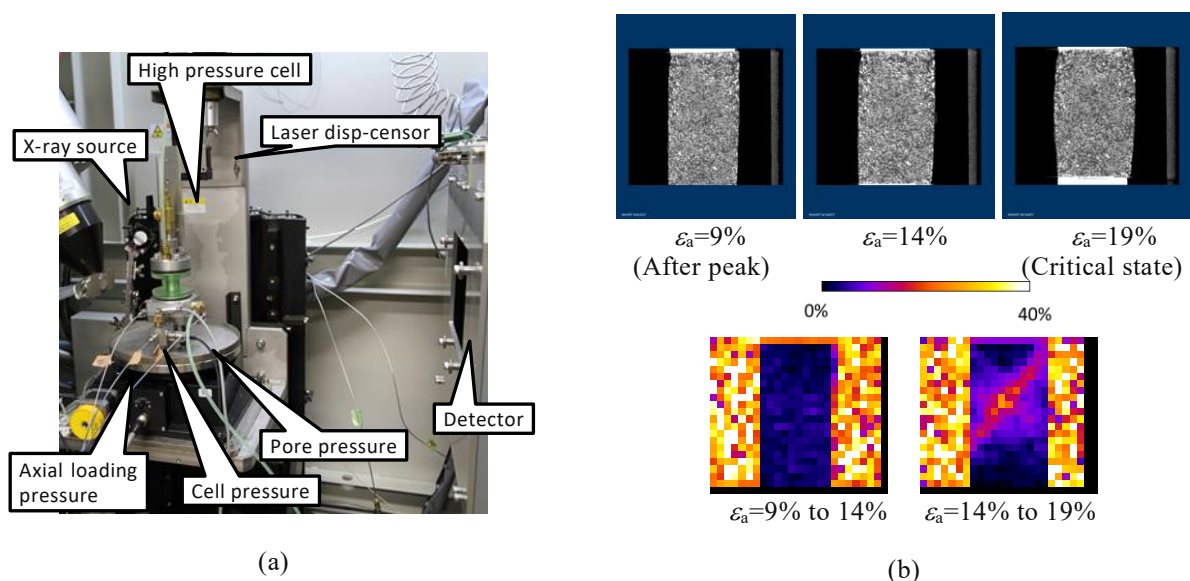 High pressure cell
Laser disp-censor
X-ray source
Detector
Pore pressure
Axial loading
pressure
Cell pressure
(a)
εa=9%
(After peak)
εa=14%
εa=19%
(Critical state)
0%
40%
εa=9% to 14%
εa=14% to 19%
(b)